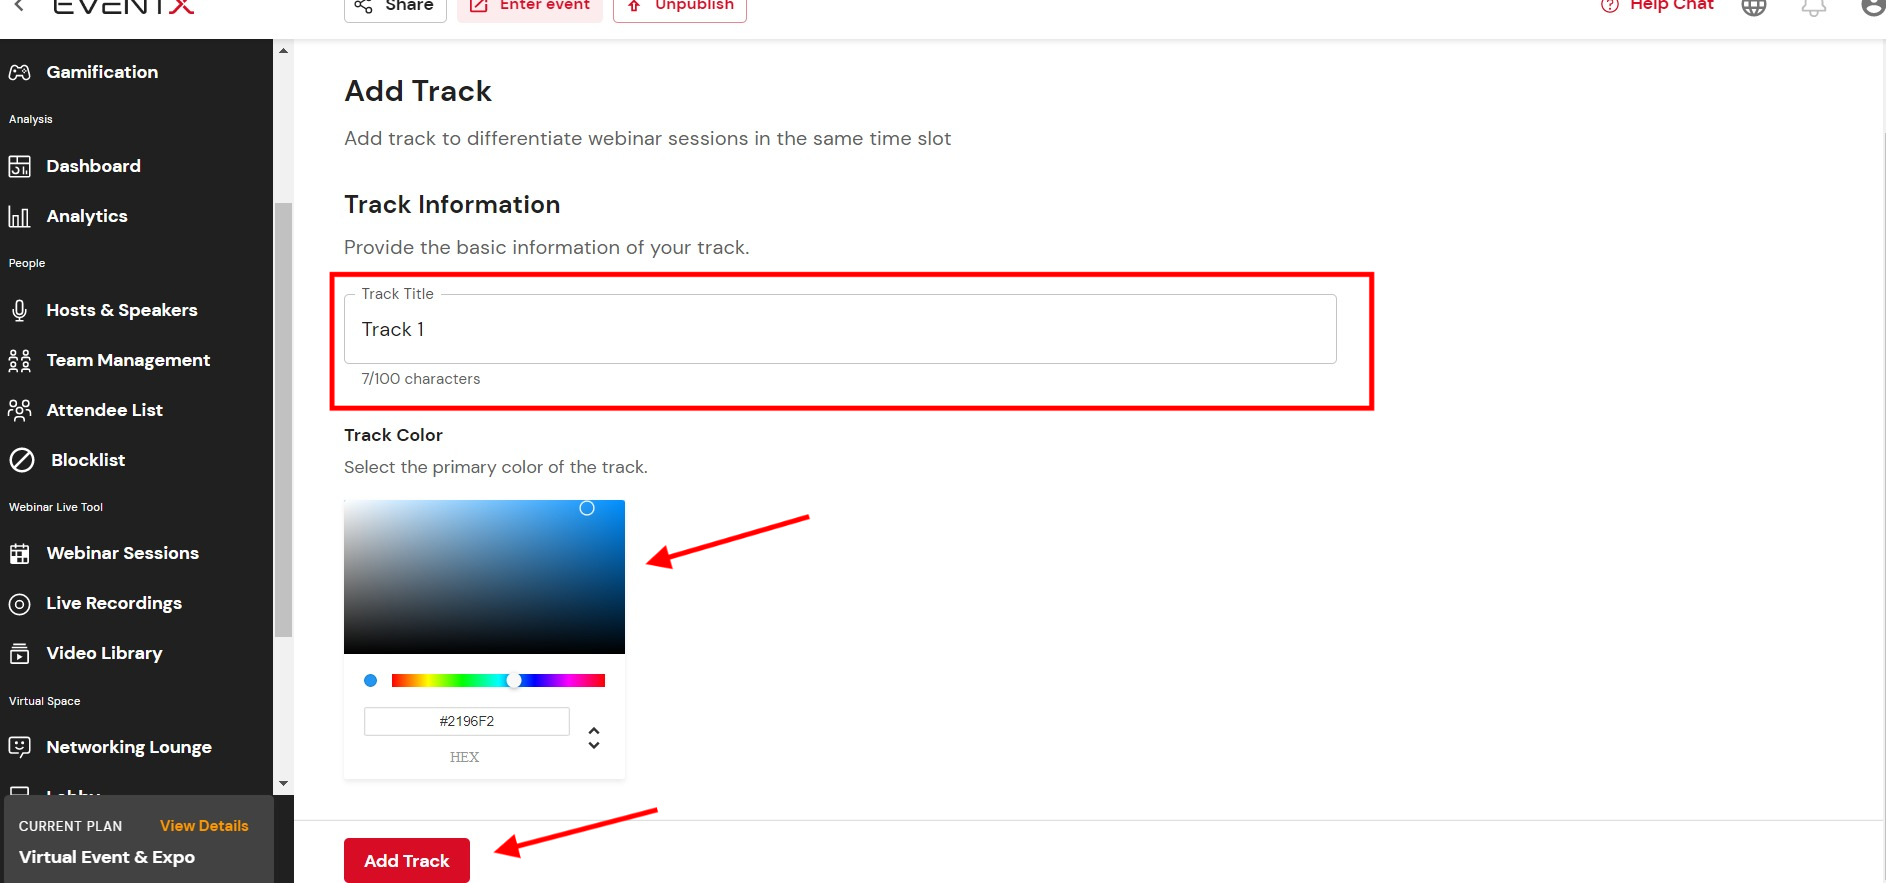 EVENTX
Share
Enter event
Unpublish
Help Chat
Gamification
Analysis
Dashboard
Analytics
People
Hosts & Speakers
Team Management
Attendee List
Blocklist
Webinar Live Tool
Webinar Sessions
Live Recordings
Video Library
Virtual Space
Networking Lounge
Lobby
CURRENT PLAN View Details
Virtual Event & Expo
Add Track
Add track to differentiate webinar sessions in the same time slot
Track Information
Provide the basic information of your track.
Track Title
Track 1
7/100 characters
Track Color
Select the primary color of the track.
#2196F2
HEX
Add Track